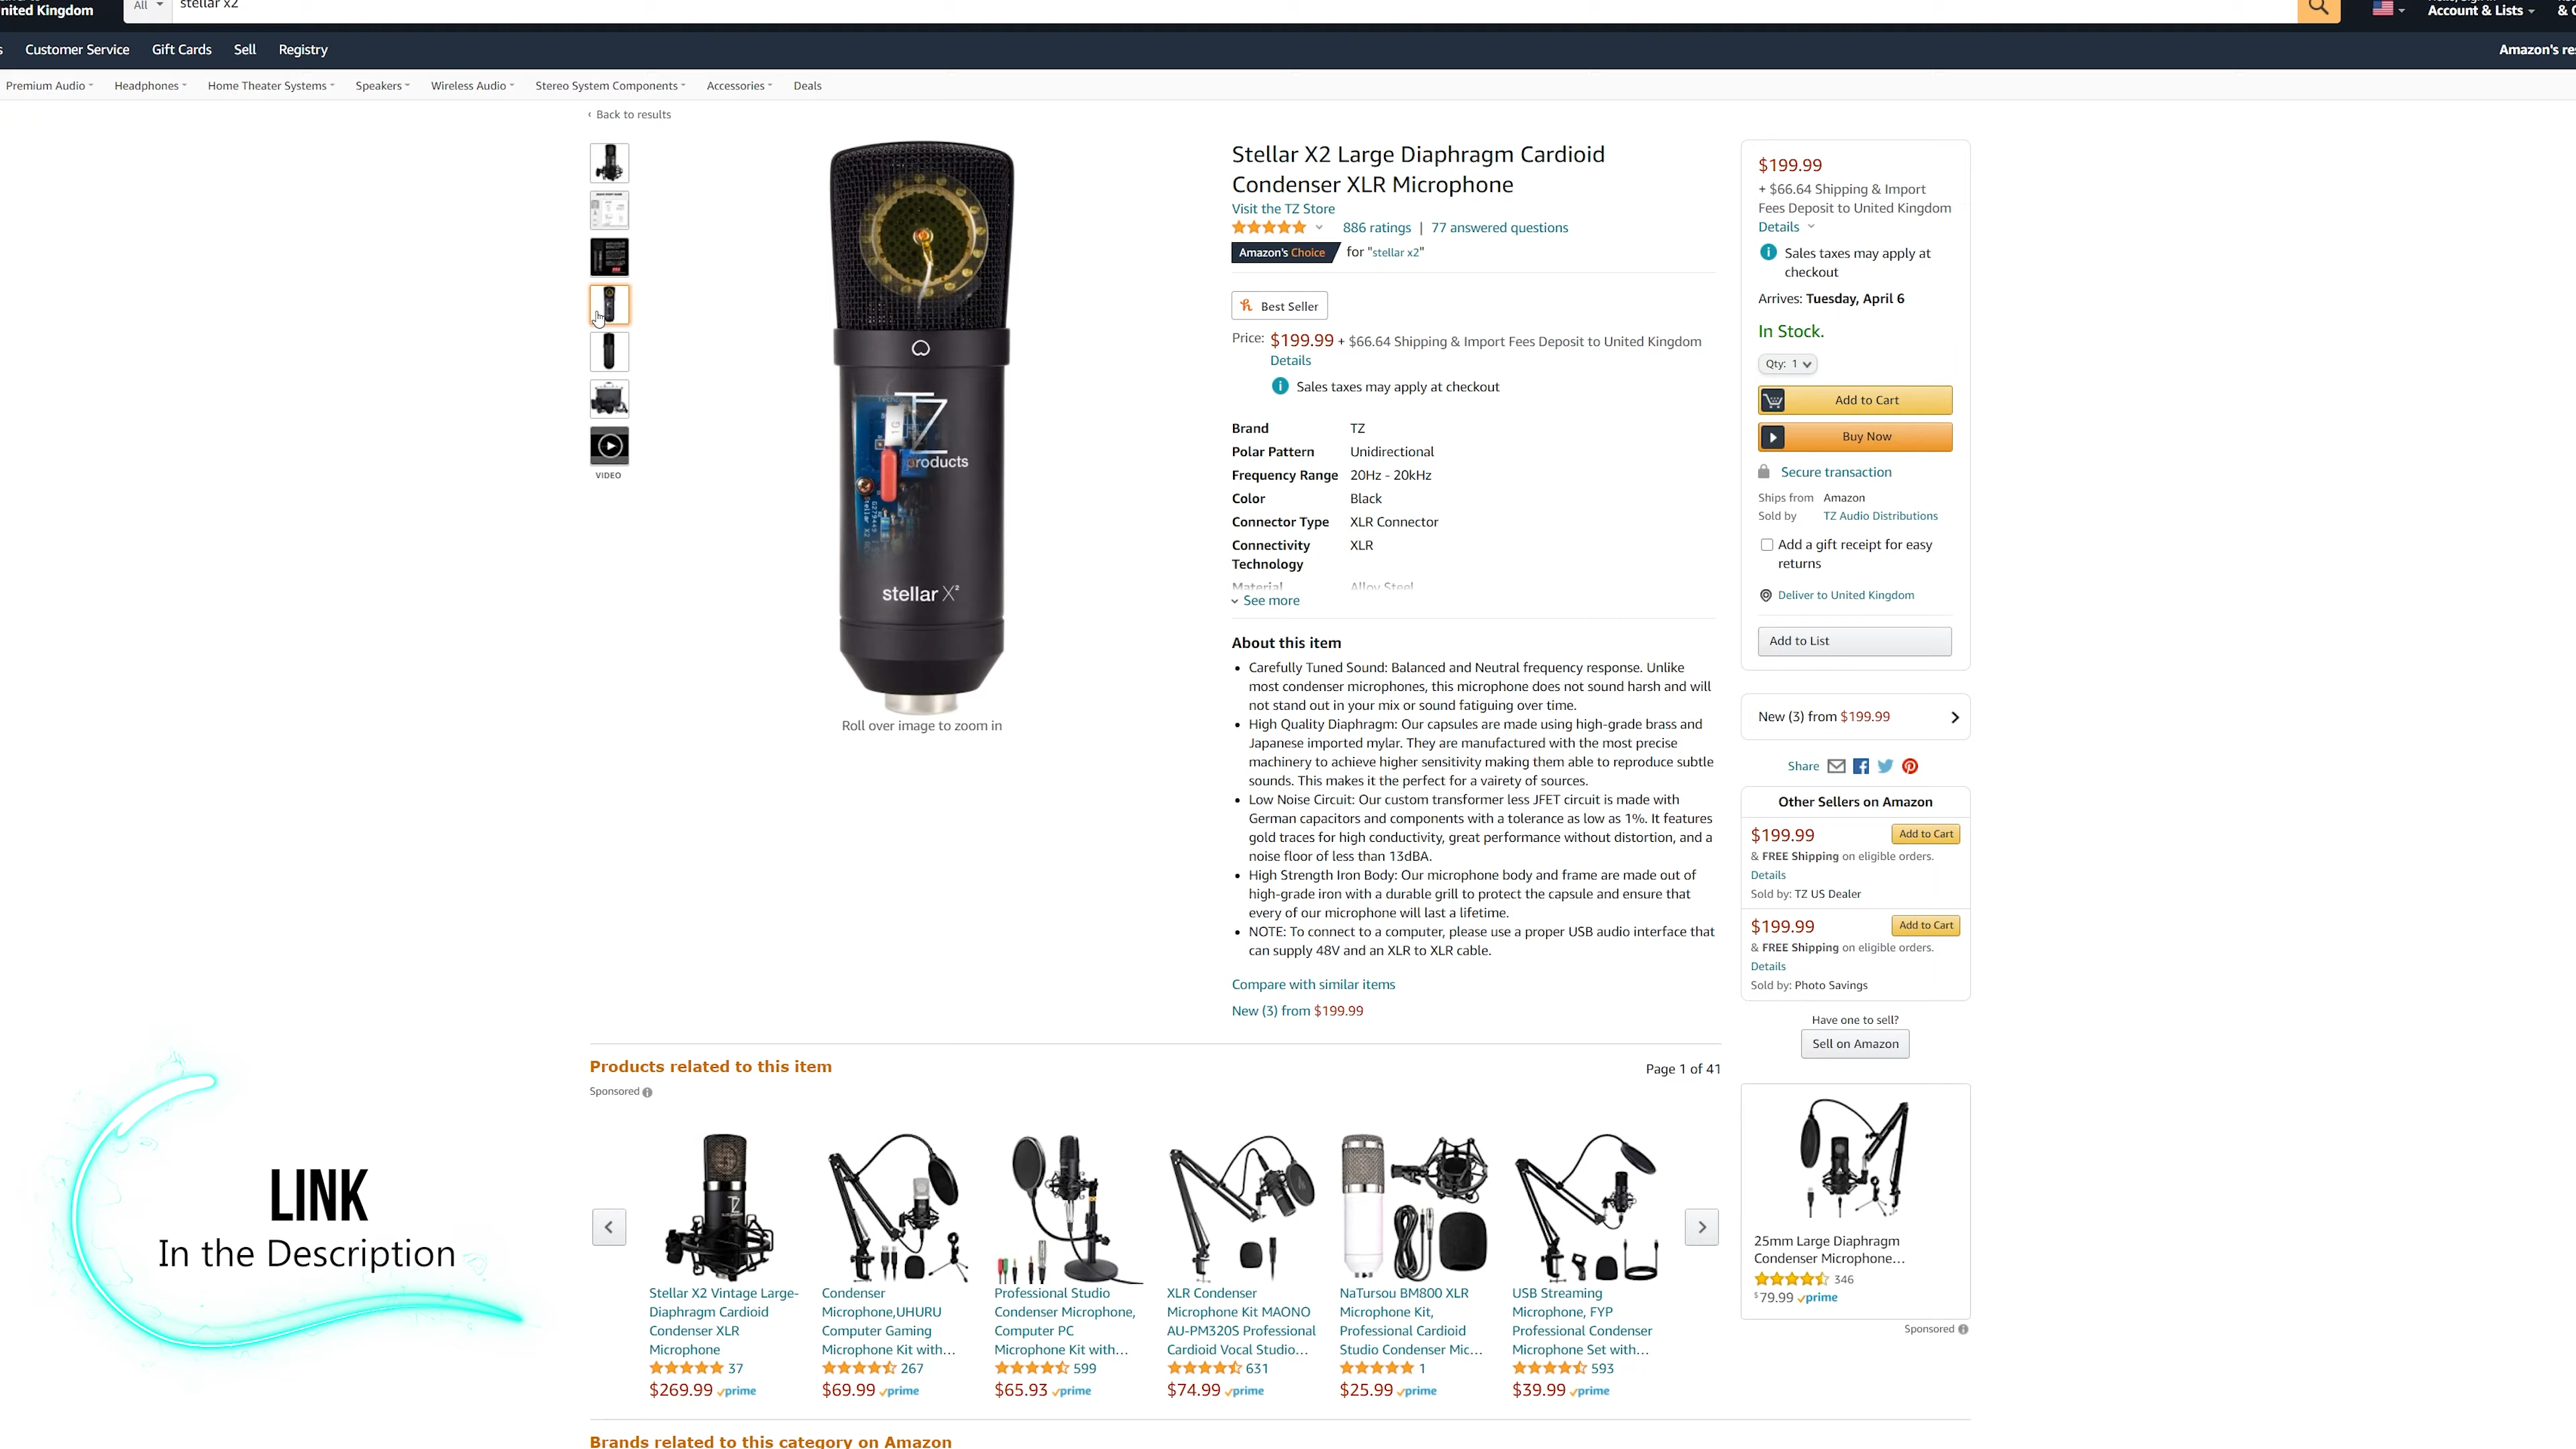 nited Kingdom
All
stellar x2
Account & Lists
Customer Service
Gift Cards
Sell
Registry
Amazon's re
Premium Audio
Headphones
Home Theater Systems
Speakers
Wireless Audio
Stereo System Components
Accessories
Deals
‹ Back to results
VIDEO
TZ
products
stellar X²
Roll over image to zoom in
Stellar X2 Large Diaphragm Cardioid
Condenser XLR Microphone
Visit the TZ Store
886 ratings | 77 answered questions
Amazon's Choice for "stellar x2"
Best Seller
Price: $199.99 + $66.64 Shipping & Import Fees Deposit to United Kingdom
Details
Sales taxes may apply at checkout
Brand TZ
Polar Pattern Unidirectional
Frequency Range 20Hz - 20kHz
Color Black
Connector Type XLR Connector
Connectivity XLR
Technology
Material Alloy Steel
See more
About this item
• Carefully Tuned Sound: Balanced and Neutral frequency response. Unlike
most condenser microphones, this microphone does not sound harsh and will
not stand out in your mix or sound fatiguing over time.
• High Quality Diaphragm: Our capsules are made using high-grade brass and
Japanese imported mylar. They are manufactured with the most precise
machinery to achieve higher sensitivity making them able to reproduce subtle
sounds. This makes it the perfect for a vairety of sources.
• Low Noise Circuit: Our custom transformer less JFET circuit is made with
German capacitors and components with a tolerance as low as 1%. It features
gold traces for high conductivity, great performance without distortion, and a
noise floor of less than 13dBA.
• High Strength Iron Body: Our microphone body and frame are made out of
high-grade iron with a durable grill to protect the capsule and ensure that
every of our microphone will last a lifetime.
• NOTE: To connect to a computer, please use a proper USB audio interface that
can supply 48V and an XLR to XLR cable.
Compare with similar items
New (3) from $199.99
$199.99
+ $66.64 Shipping & Import
Fees Deposit to United Kingdom
Details
Sales taxes may apply at
checkout
Arrives: Tuesday, April 6
In Stock.
Qty: 1
Add to Cart
Buy Now
Secure transaction
Ships from Amazon
Sold by TZ Audio Distributions
Add a gift receipt for easy
returns
Deliver to United Kingdom
Add to List
New (3) from $199.99
Share
Other Sellers on Amazon
$199.99 Add to Cart
& FREE Shipping on eligible orders.
Details
Sold by: TZ US Dealer
$199.99 Add to Cart
& FREE Shipping on eligible orders.
Details
Sold by: Photo Savings
Have one to sell?
Sell on Amazon
25mm Large Diaphragm
Condenser Microphone…
346
$79.99 prime
Sponsored
Products related to this item
Page 1 of 41
Sponsored
Stellar X2 Vintage Large-
Diaphragm Cardioid
Condenser XLR
Microphone
37
$269.99 prime
Condenser
Microphone,UHURU
Computer Gaming
Microphone Kit with…
267
$69.99 prime
Professional Studio
Condenser Microphone,
Computer PC
Microphone Kit with…
599
$65.93 prime
XLR Condenser
Microphone Kit MAONO
AU-PM320S Professional
Cardioid Vocal Studio…
631
$74.99 prime
NaTursou BM800 XLR
Microphone Kit,
Professional Cardioid
Studio Condenser Mic…
1
$25.99 prime
USB Streaming
Microphone, FYP
Professional Condenser
Microphone Set with…
593
$39.99 prime
Brands related to this category on Amazon
LINK
In the Description